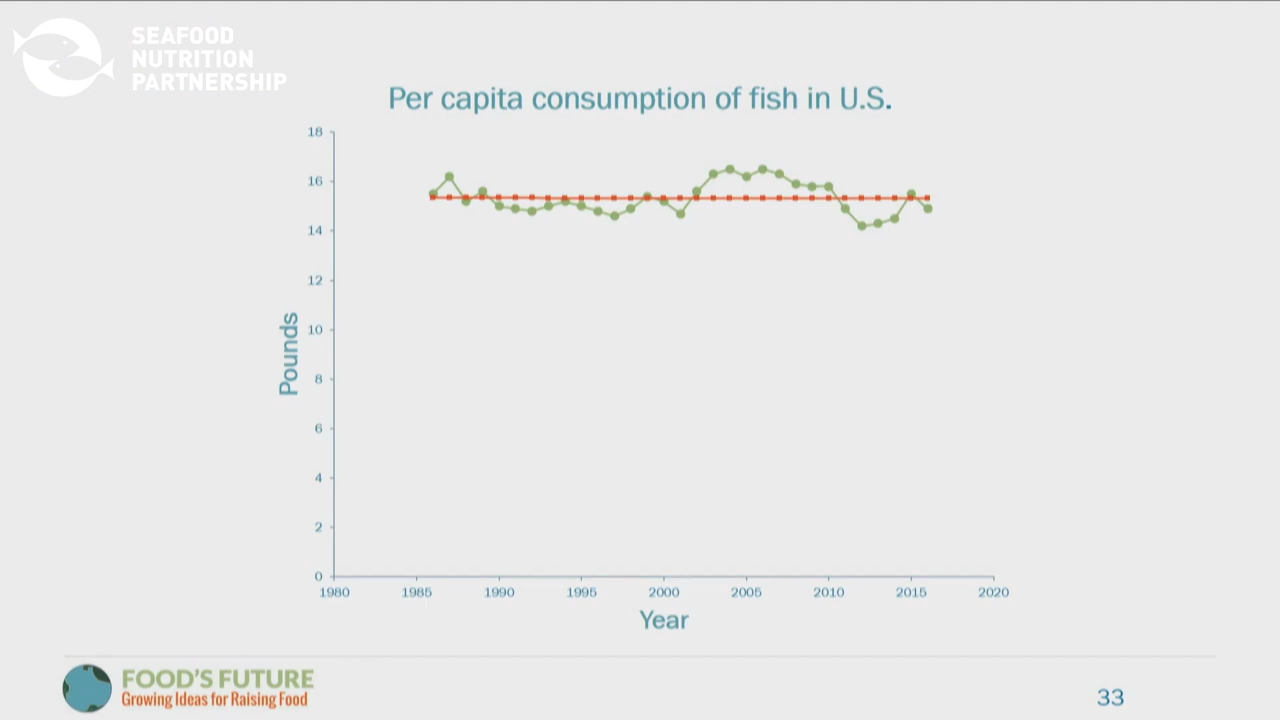 SEAFOOD
NUTRITION
PARTNERSHIP
Per capita consumption of fish in U.S.
18
16
14
12
10
8
6
4
2
0
Pounds
1980 1985 1990 1995 2000 2005 2010 2015 2020
Year
FOOD'S FUTURE
Growing Ideas for Raising Food
33